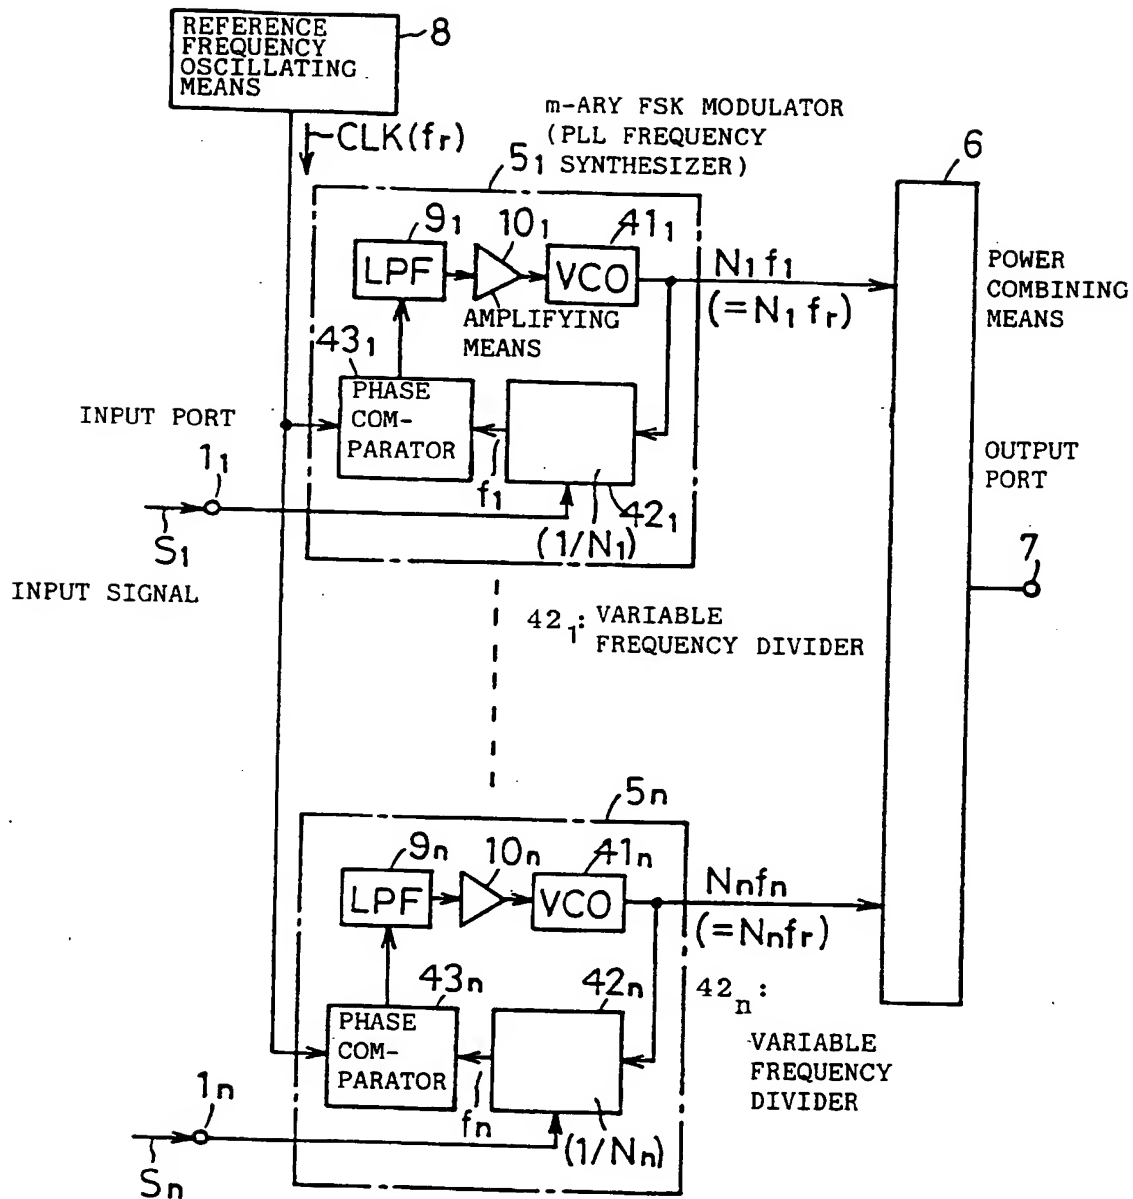 REFERENCE
FREQUENCY
OSCILLATING
MEANS
8
CLK(fr)
m-ARY FSK MODULATOR
(PLL FREQUENCY
SYNTHESIZER)
5₁
6
9₁
10₁
41₁
LPF
VCO
N₁f₁
(=N₁fr)
AMPLIFYING
MEANS
POWER
COMBINING
MEANS
43₁
PHASE
COM-
PARATOR
INPUT PORT
1₁
f₁
42₁
(1/N₁)
S₁
INPUT SIGNAL
OUTPUT
PORT
7
42₁: VARIABLE
FREQUENCY DIVIDER
5n
9n
10n
41n
LPF
VCO
Nnfn
(=Nnfr)
43n
42n
PHASE
COM-
PARATOR
42n:
VARIABLE
FREQUENCY
DIVIDER
1n
fn
(1/Nn)
Sn